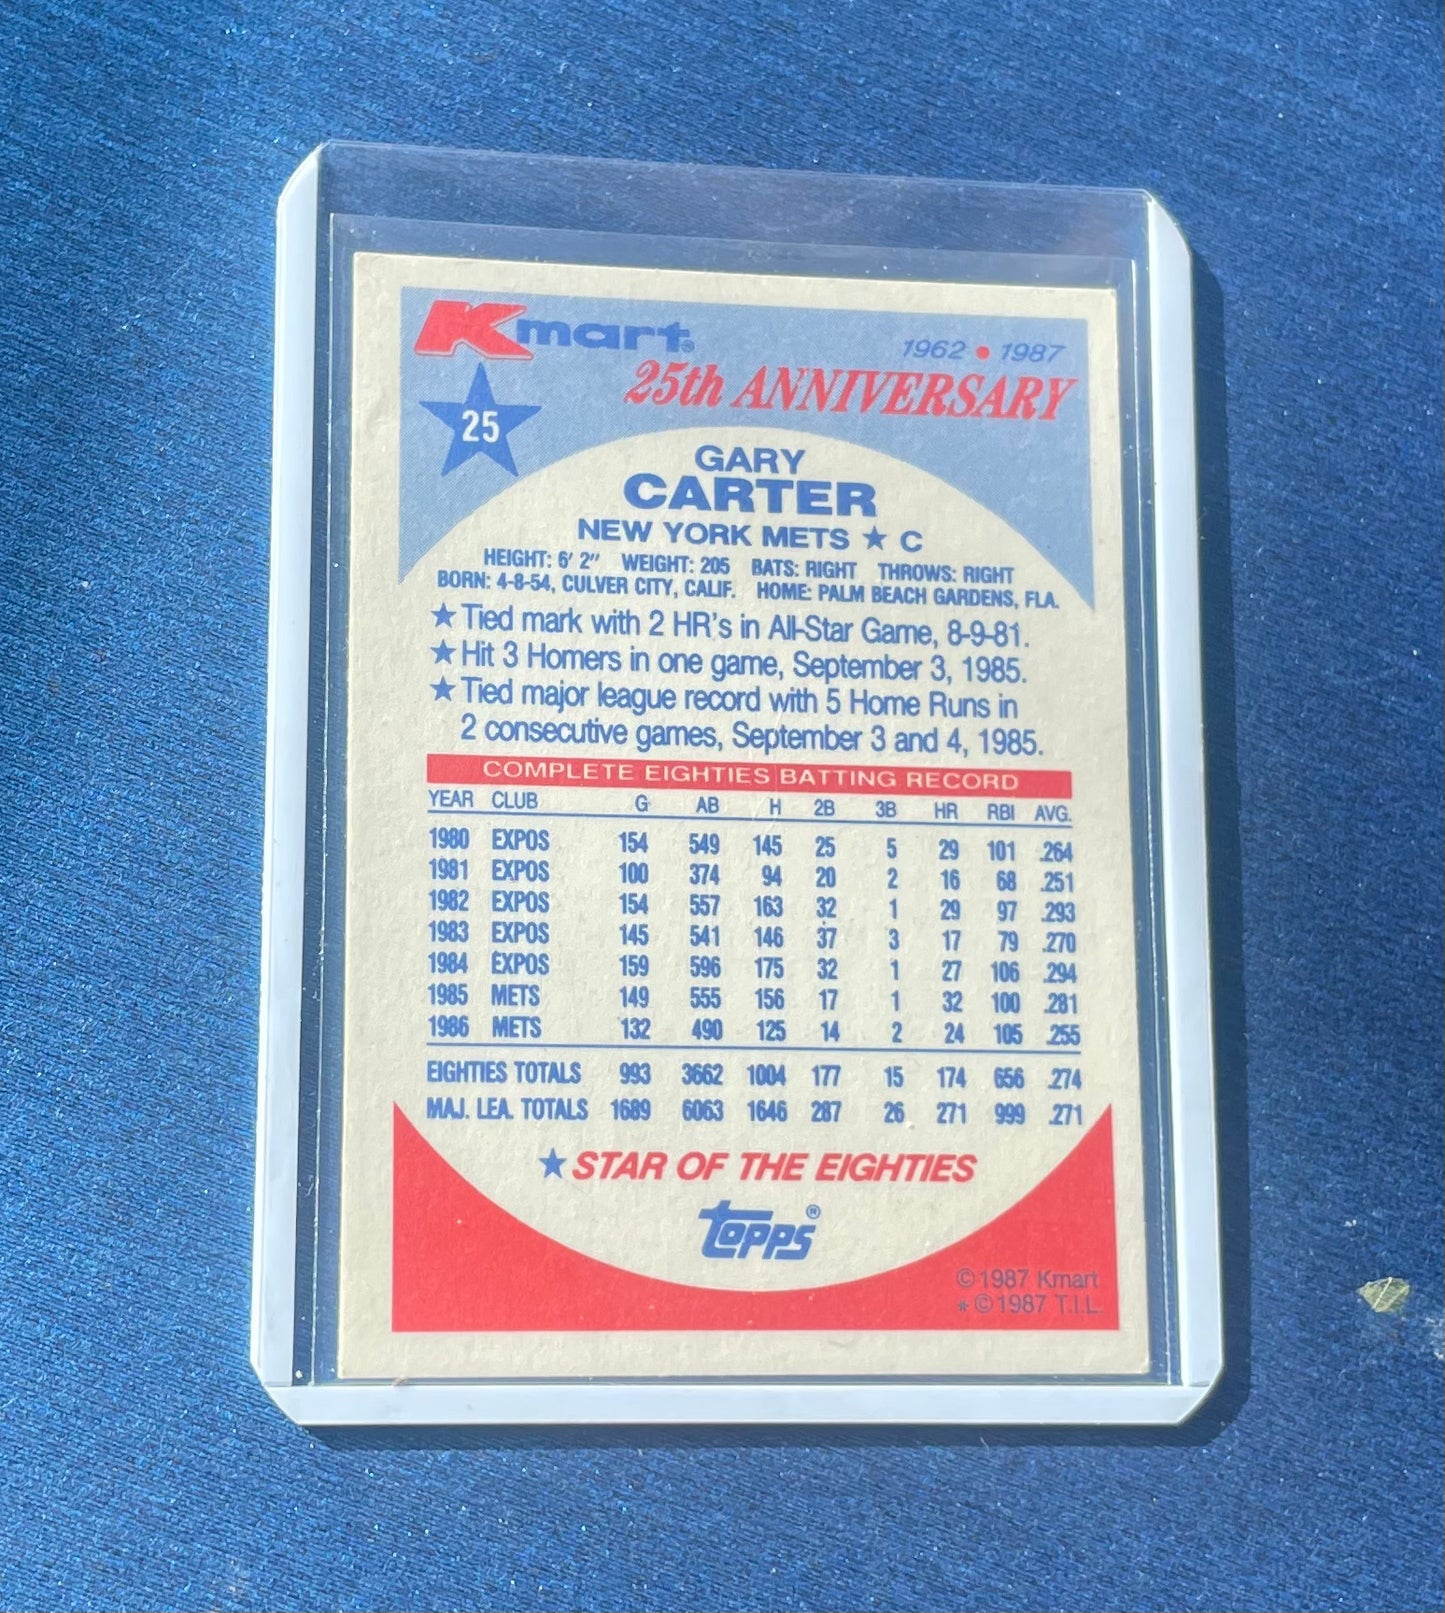 Kmart®
1962 • 1987
25th ANNIVERSARY
25
GARY
CARTER
NEW YORK METS ★ C
HEIGHT: 6' 2" WEIGHT: 205 BATS: RIGHT THROWS: RIGHT
BORN: 4-8-54, CULVER CITY, CALIF. HOME: PALM BEACH GARDENS, FLA.
★ Tied mark with 2 HR's in All-Star Game, 8-9-81.
★ Hit 3 Homers in one game, September 3, 1985.
★ Tied major league record with 5 Home Runs in
2 consecutive games, September 3 and 4, 1985.
COMPLETE EIGHTIES BATTING RECORD
YEAR CLUB G AB H 2B 3B HR RBI AVG.
1980 EXPOS 154 549 145 25 5 29 101 .264
1981 EXPOS 100 374 94 20 2 16 68 .251
1982 EXPOS 154 557 163 32 1 29 97 .293
1983 EXPOS 145 541 146 37 3 17 79 .270
1984 EXPOS 159 596 175 32 1 27 106 .294
1985 METS 149 555 156 17 1 32 100 .281
1986 METS 132 490 125 14 2 24 105 .255
EIGHTIES TOTALS 993 3662 1004 177 15 174 656 .274
MAJ. LEA. TOTALS 1689 6063 1646 287 26 271 999 .271
★ STAR OF THE EIGHTIES
topps®
©1987 Kmart
*©1987 T.I.L.